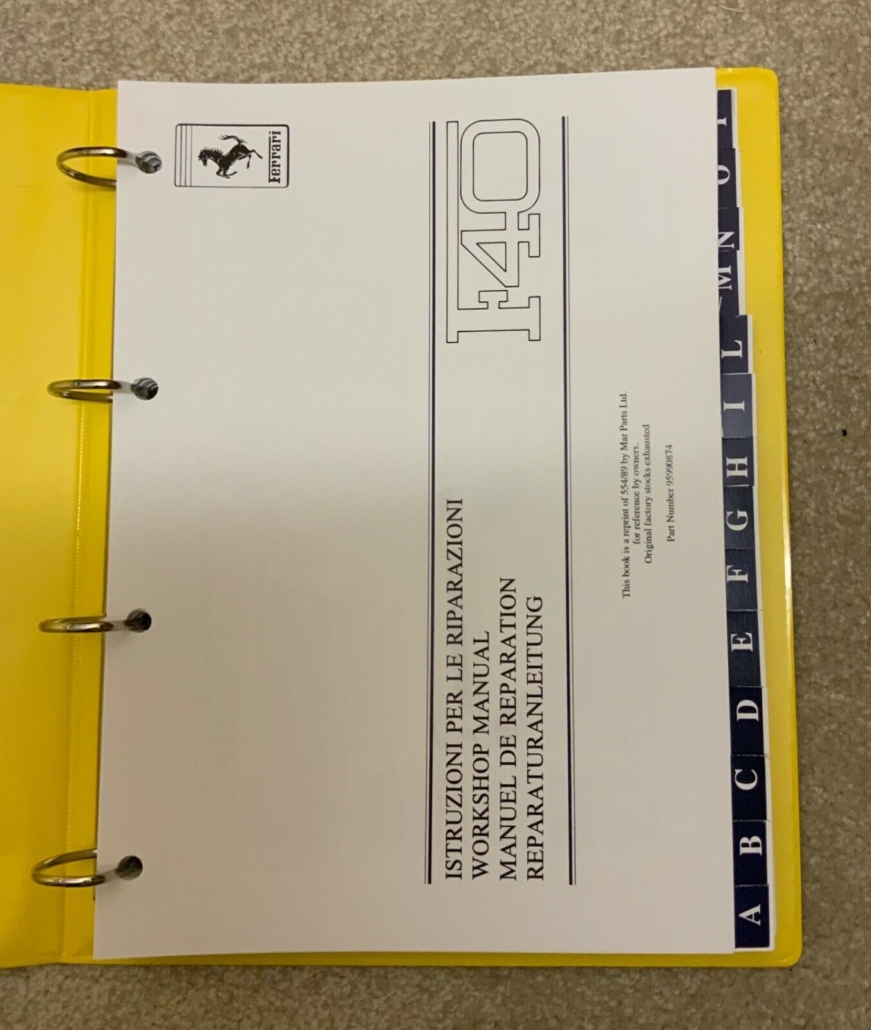 Ferrari
ISTRUZIONI PER LE RIPARAZIONI
WORKSHOP MANUAL
MANUEL DE REPARATION
REPARATURANLEITUNG
F40
This book is a reprint of 554/89 by Mar Parts Ltd.
for reference by owners.
Original factory stocks exhausted
Part Number 95990874
A
B
C
D
E
F
G
H
I
L
M
N
O